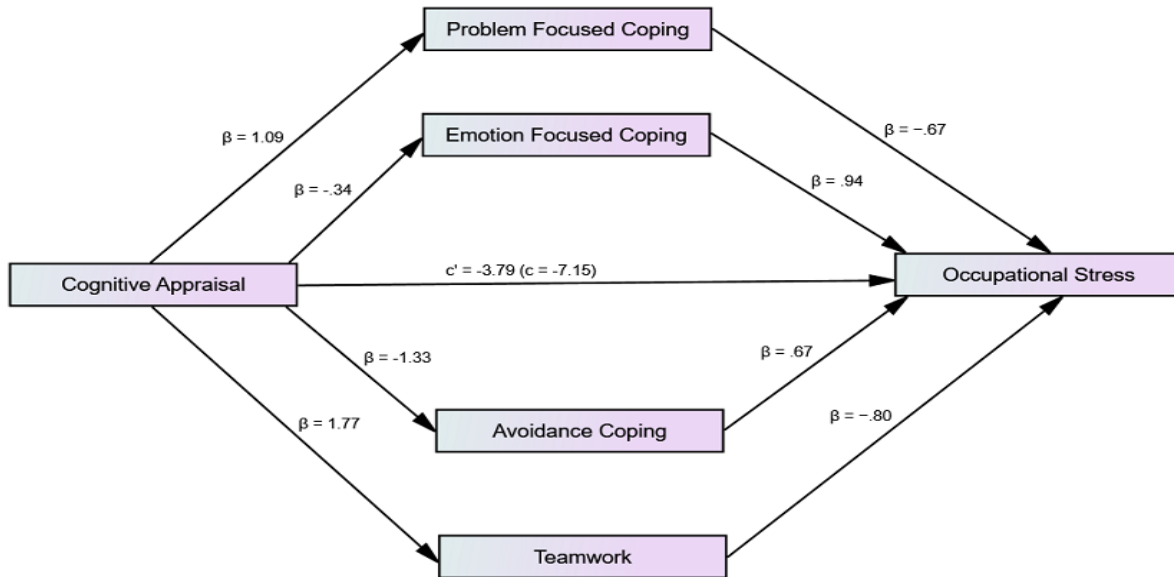 Problem Focused Coping
β = 1.09
β = −.67
Emotion Focused Coping
β = -.34
β = .94
Cognitive Appraisal
c' = -3.79 (c = -7.15)
Occupational Stress
β = -1.33
β = .67
β = 1.77
Avoidance Coping
β = −.80
Teamwork